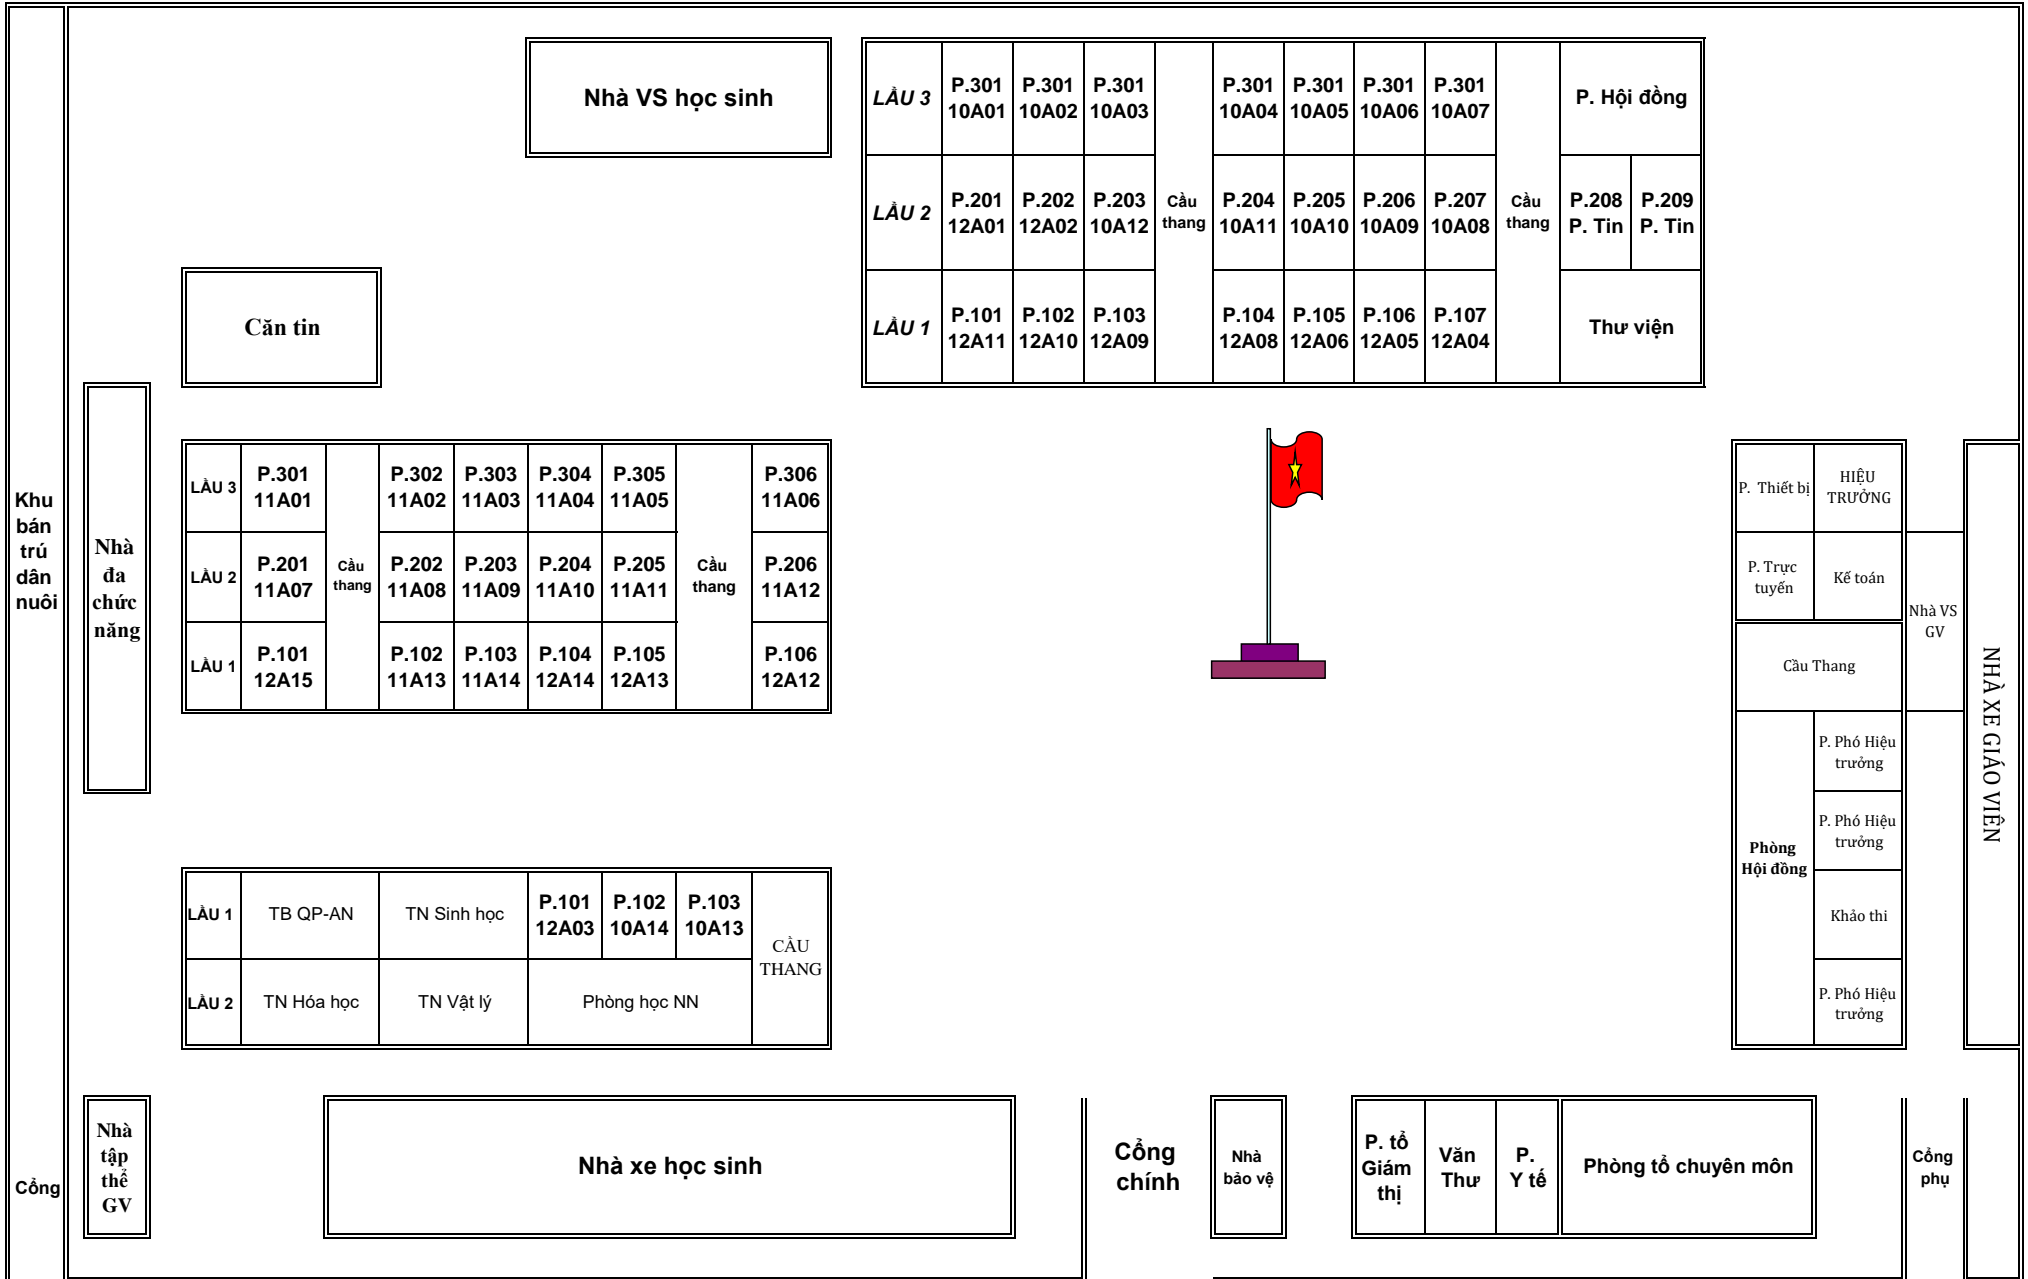 Nhà VS học sinh
LẦU 3
P.301
10A01
P.301
10A02
P.301
10A03
P.301
10A04
P.301
10A05
P.301
10A06
P.301
10A07
P. Hội đồng
LẦU 2
P.201
12A01
P.202
12A02
P.203
10A12
Cầu
thang
P.204
10A11
P.205
10A10
P.206
10A09
P.207
10A08
Cầu
thang
P.208
P. Tin
P.209
P. Tin
LẦU 1
P.101
12A11
P.102
12A10
P.103
12A09
P.104
12A08
P.105
12A06
P.106
12A05
P.107
12A04
Thư viện
Căn tin
Khu
bán
trú
dân
nuôi
Nhà
đa
chức
năng
LẦU 3
P.301
11A01
P.302
11A02
P.303
11A03
P.304
11A04
P.305
11A05
P.306
11A06
LẦU 2
P.201
11A07
Cầu
thang
P.202
11A08
P.203
11A09
P.204
11A10
P.205
11A11
Cầu
thang
P.206
11A12
LẦU 1
P.101
12A15
P.102
11A13
P.103
11A14
P.104
12A14
P.105
12A13
P.106
12A12
P. Thiết bị
HIỆU
TRƯỞNG
P. Trực
tuyến
Kế toán
Nhà VS
GV
Cầu Thang
Phòng
Hội đồng
P. Phó Hiệu
trưởng
P. Phó Hiệu
trưởng
Khảo thi
P. Phó Hiệu
trưởng
NHÀ XE GIÁO VIÊN
LẦU 1
TB QP-AN
TN Sinh học
P.101
12A03
P.102
10A14
P.103
10A13
CẦU
THANG
LẦU 2
TN Hóa học
TN Vật lý
Phòng học NN
Cổng
Nhà
tập
thể
GV
Nhà xe học sinh
Cổng
chính
Nhà
bảo vệ
P. tổ
Giám
thị
Văn
Thư
P.
Y tế
Phòng tổ chuyên môn
Cổng
phụ